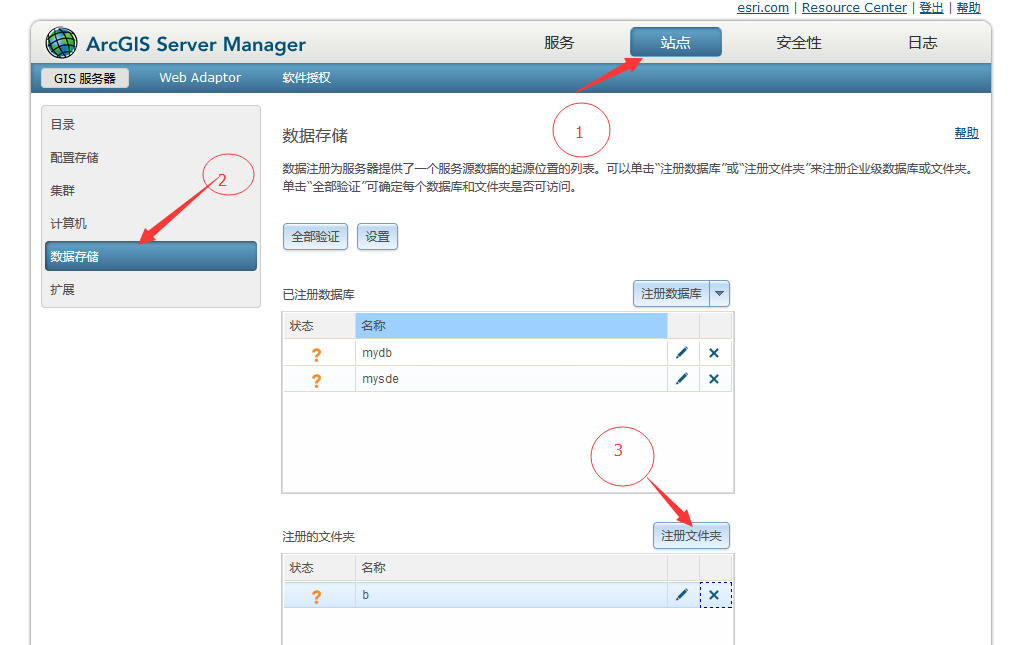 esri.com | Resource Center | 登出 | 帮助
ArcGIS Server Manager 服务 站点 安全性 日志
GIS 服务器 Web Adaptor 软件授权
目录
配置存储
集群
计算机
数据存储
扩展
1
2
数据存储 帮助
数据注册为服务器提供了一个服务源数据的起源位置的列表。可以单击“注册数据库”或“注册文件夹”来注册企业级数据库或文件夹。
单击“全部验证”可确定每个数据库和文件夹是否可访问。
全部验证 设置
已注册数据库 注册数据库
状态 名称
? mydb
? mysde
3
注册的文件夹 注册文件夹
状态 名称
? b